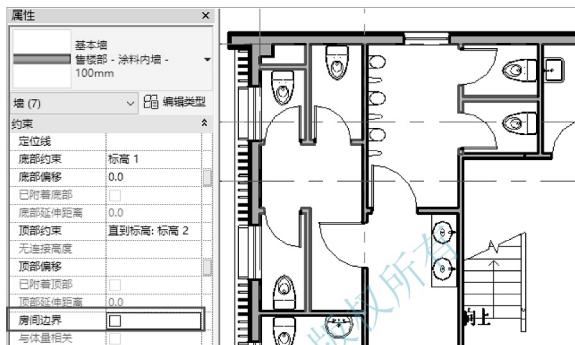 属性
×
基本墙
售楼部 - 涂料内墙 -
100mm
墙 (7)
编辑类型
约束
定位线
底部约束 标高 1
底部偏移 0.0
已附着底部
底部延伸距离 0.0
顶部约束 直到标高: 标高 2
无连接高度
顶部偏移
已附着顶部
顶部延伸距离 0.0
房间边界
与体量相关
向上
版权所有